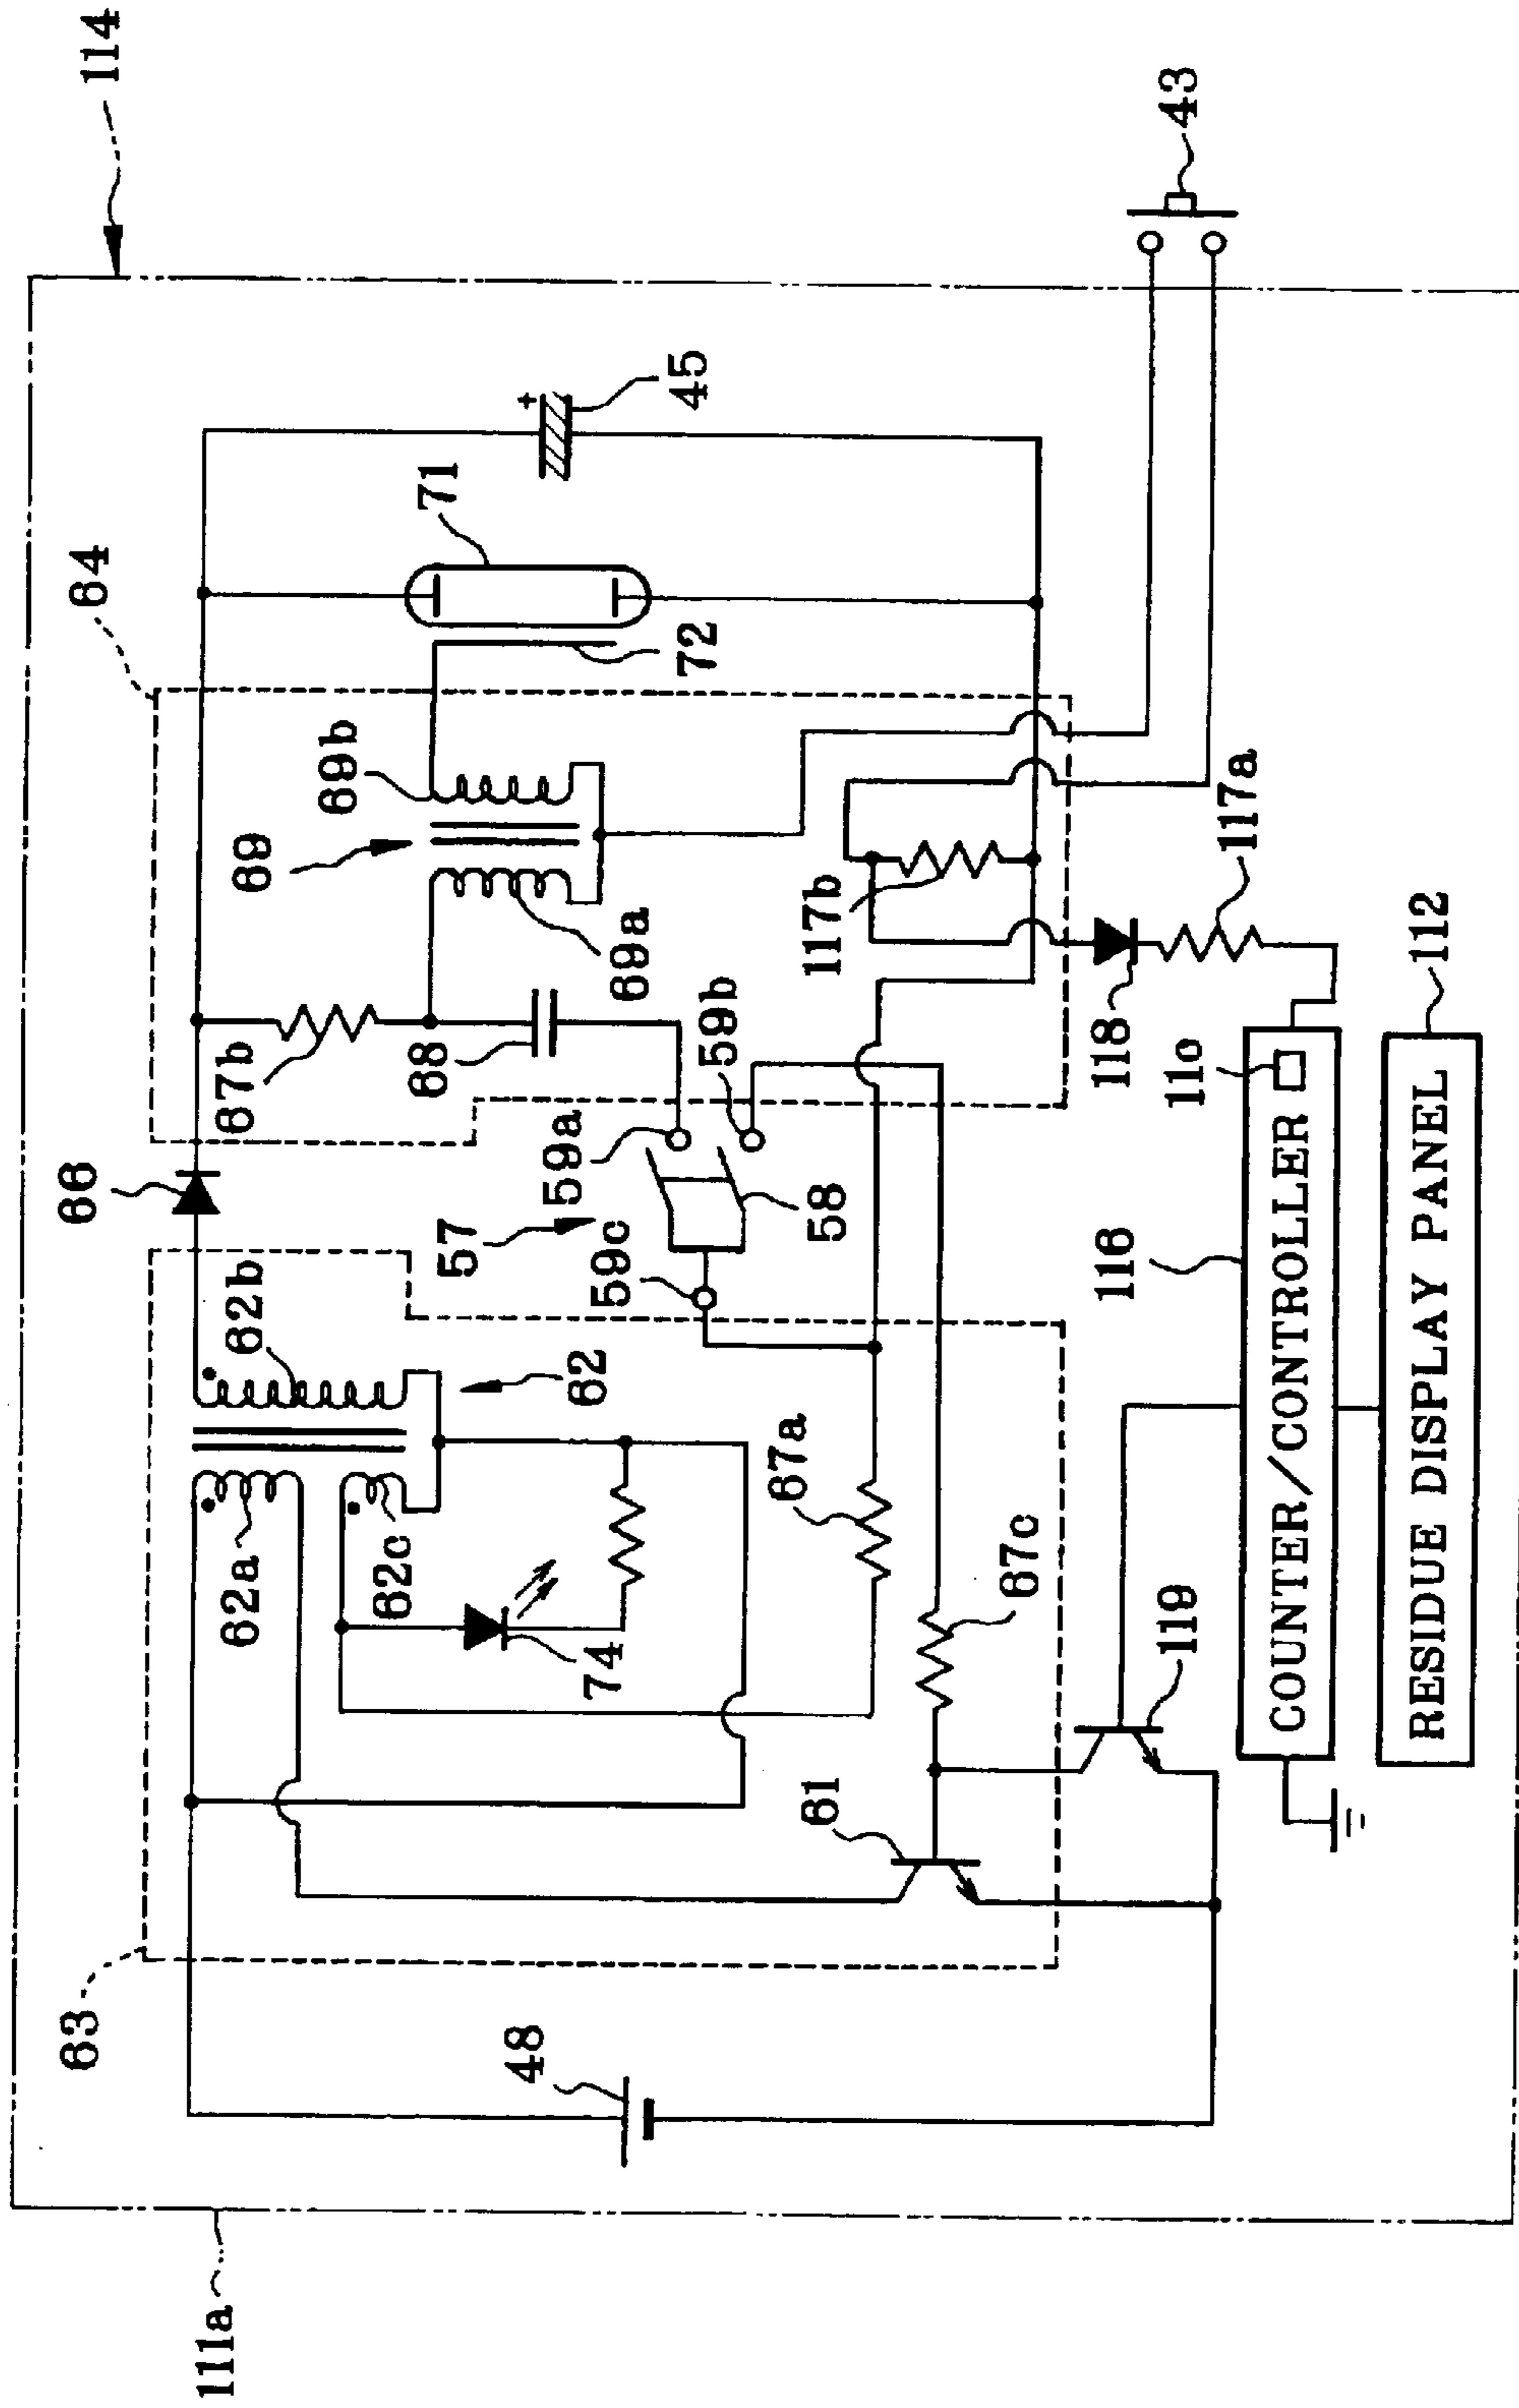 63
66
64
114
111a
62a
62b
67b
69
69b
62c
68
71
57
48
+
59a
62
74
59c
69a
45
72
59b
67a
61
58
117b
67c
118
116
119
43
11o
117a
COUNTER/CONTROLLER
112
RESIDUE DISPLAY PANEL